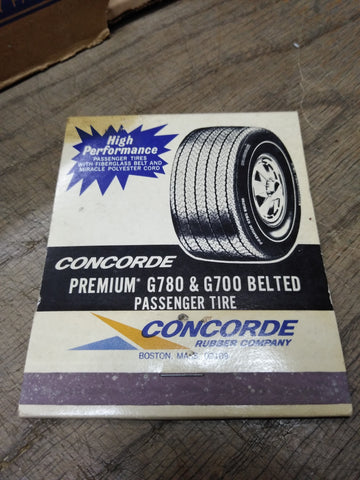 High
Performance
PASSENGER TIRES
WITH FIBERGLASS BELT AND
MIRACLE POLYESTER CORD
CONCORDE
PREMIUM* G780 & G700 BELTED
PASSENGER TIRE
CONCORDE
RUBBER COMPANY
BOSTON, MASS.